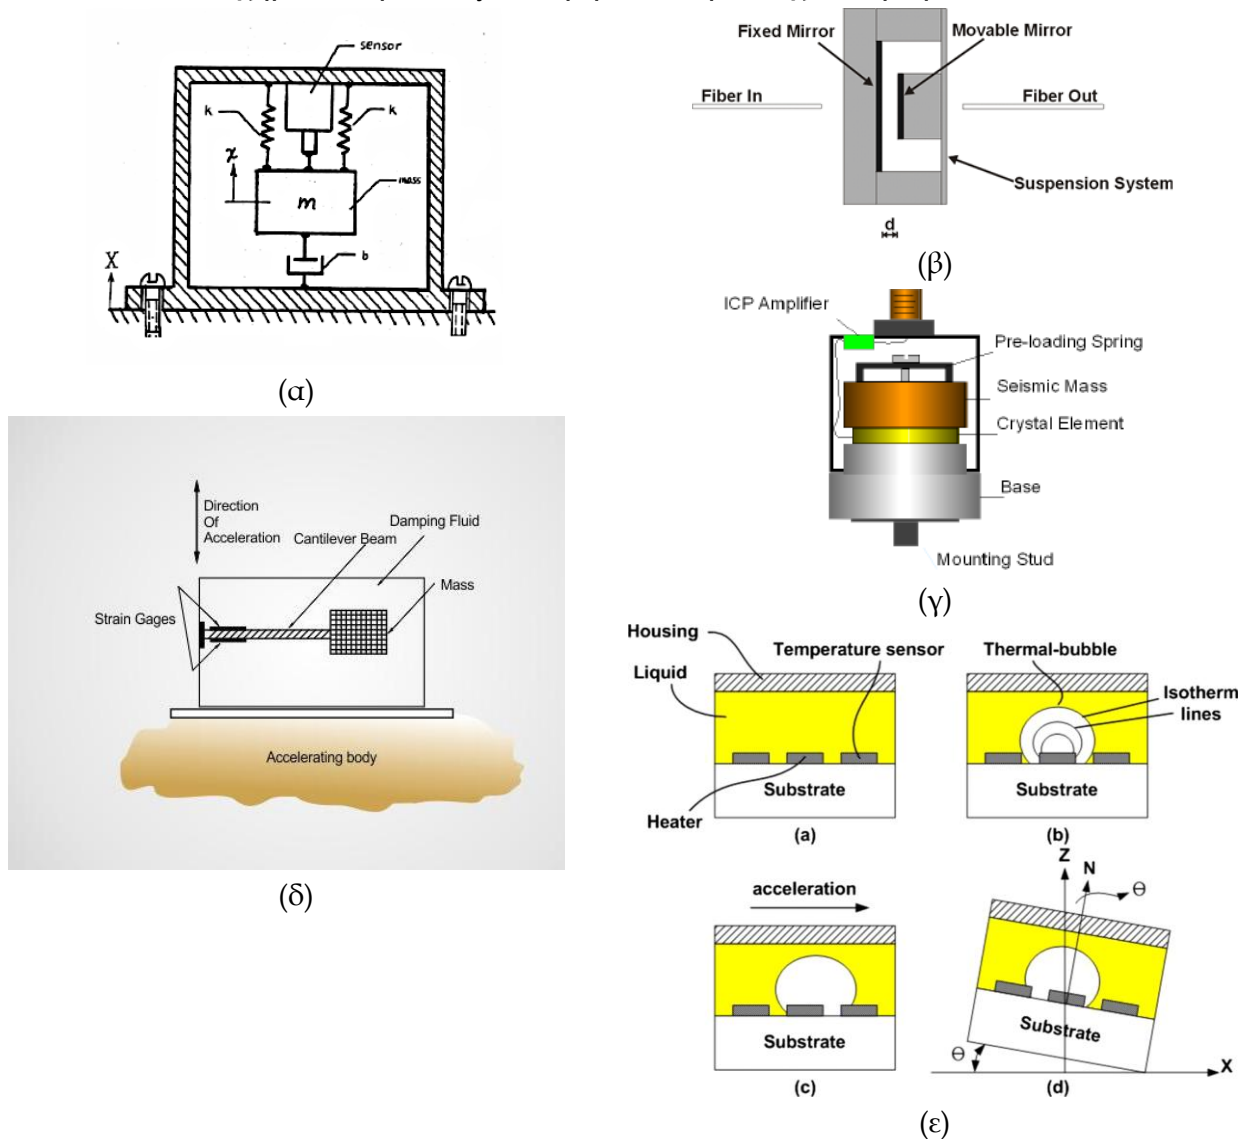 sensor
k
k
x
mass
m
X
b
(α)
Fixed Mirror
Movable Mirror
Fiber In
Fiber Out
Suspension System
d
(β)
ICP Amplifier
Pre-loading Spring
Seismic Mass
Crystal Element
Base
Mounting Stud
(γ)
Direction
Of
Acceleration
Damping Fluid
Cantilever Beam
Mass
Strain Gages
Accelerating body
(δ)
Housing
Temperature sensor
Liquid
Substrate
Heater
(a)
Thermal-bubble
Isotherm
lines
Substrate
(b)
acceleration
Substrate
(c)
Z
N
Θ
Substrate
Θ
X
(d)
(ε)